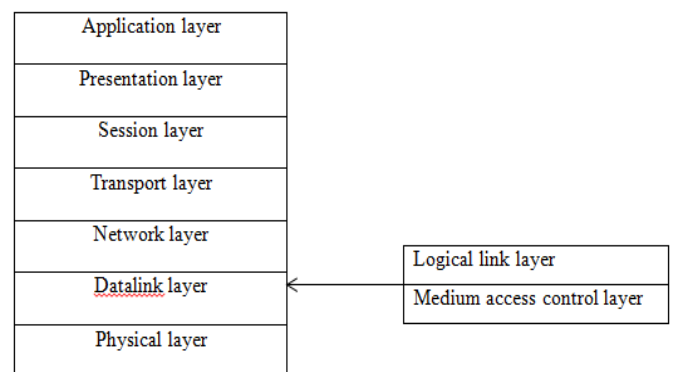 Application layer
Presentation layer
Session layer
Transport layer
Network layer
Datalink layer
Physical layer
Logical link layer
Medium access control layer